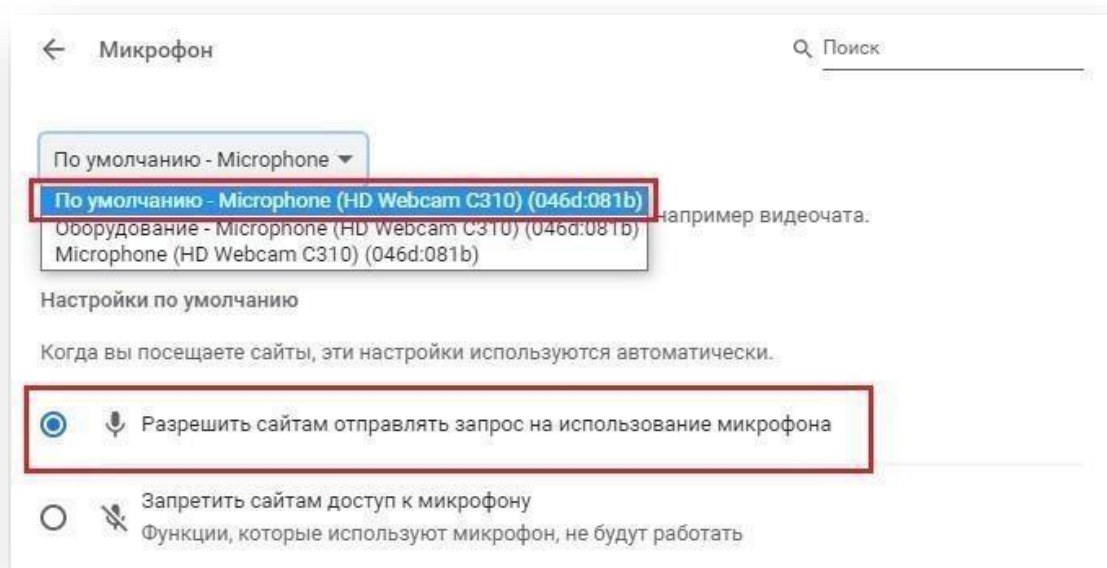 Микрофон
Поиск
По умолчанию - Microphone
По умолчанию - Microphone (HD Webcam C310) (046d:081b)
например видеочата.
Оборудование - Microphone (HD Webcam C310) (046d:081b)
Microphone (HD Webcam C310) (046d:081b)
Настройки по умолчанию
Когда вы посещаете сайты, эти настройки используются автоматически.
Разрешить сайтам отправлять запрос на использование микрофона
Запретить сайтам доступ к микрофону
Функции, которые используют микрофон, не будут работать